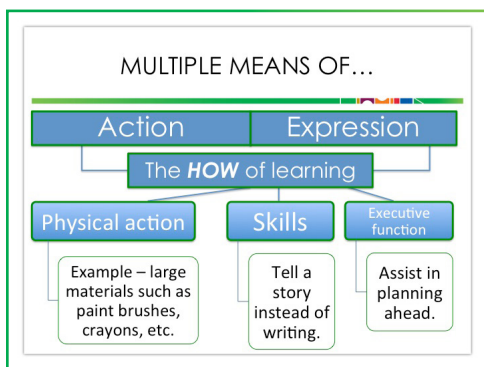 MULTIPLE MEANS OF...
Action
Expression
The HOW of learning
Physical action
Skills
Executive
function
Example – large
materials such as
paint brushes,
crayons, etc.
Tell a
story
instead of
writing.
Assist in
planning
ahead.